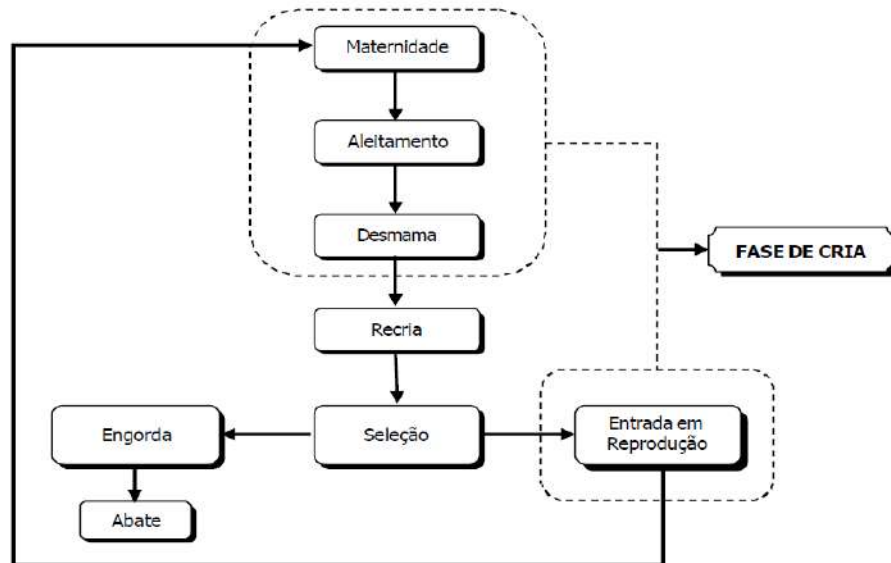 Maternidade
Aleitamento
Desmama
FASE DE CRIA
Recria
Engorda
Seleção
Entrada em
Reprodução
Abate